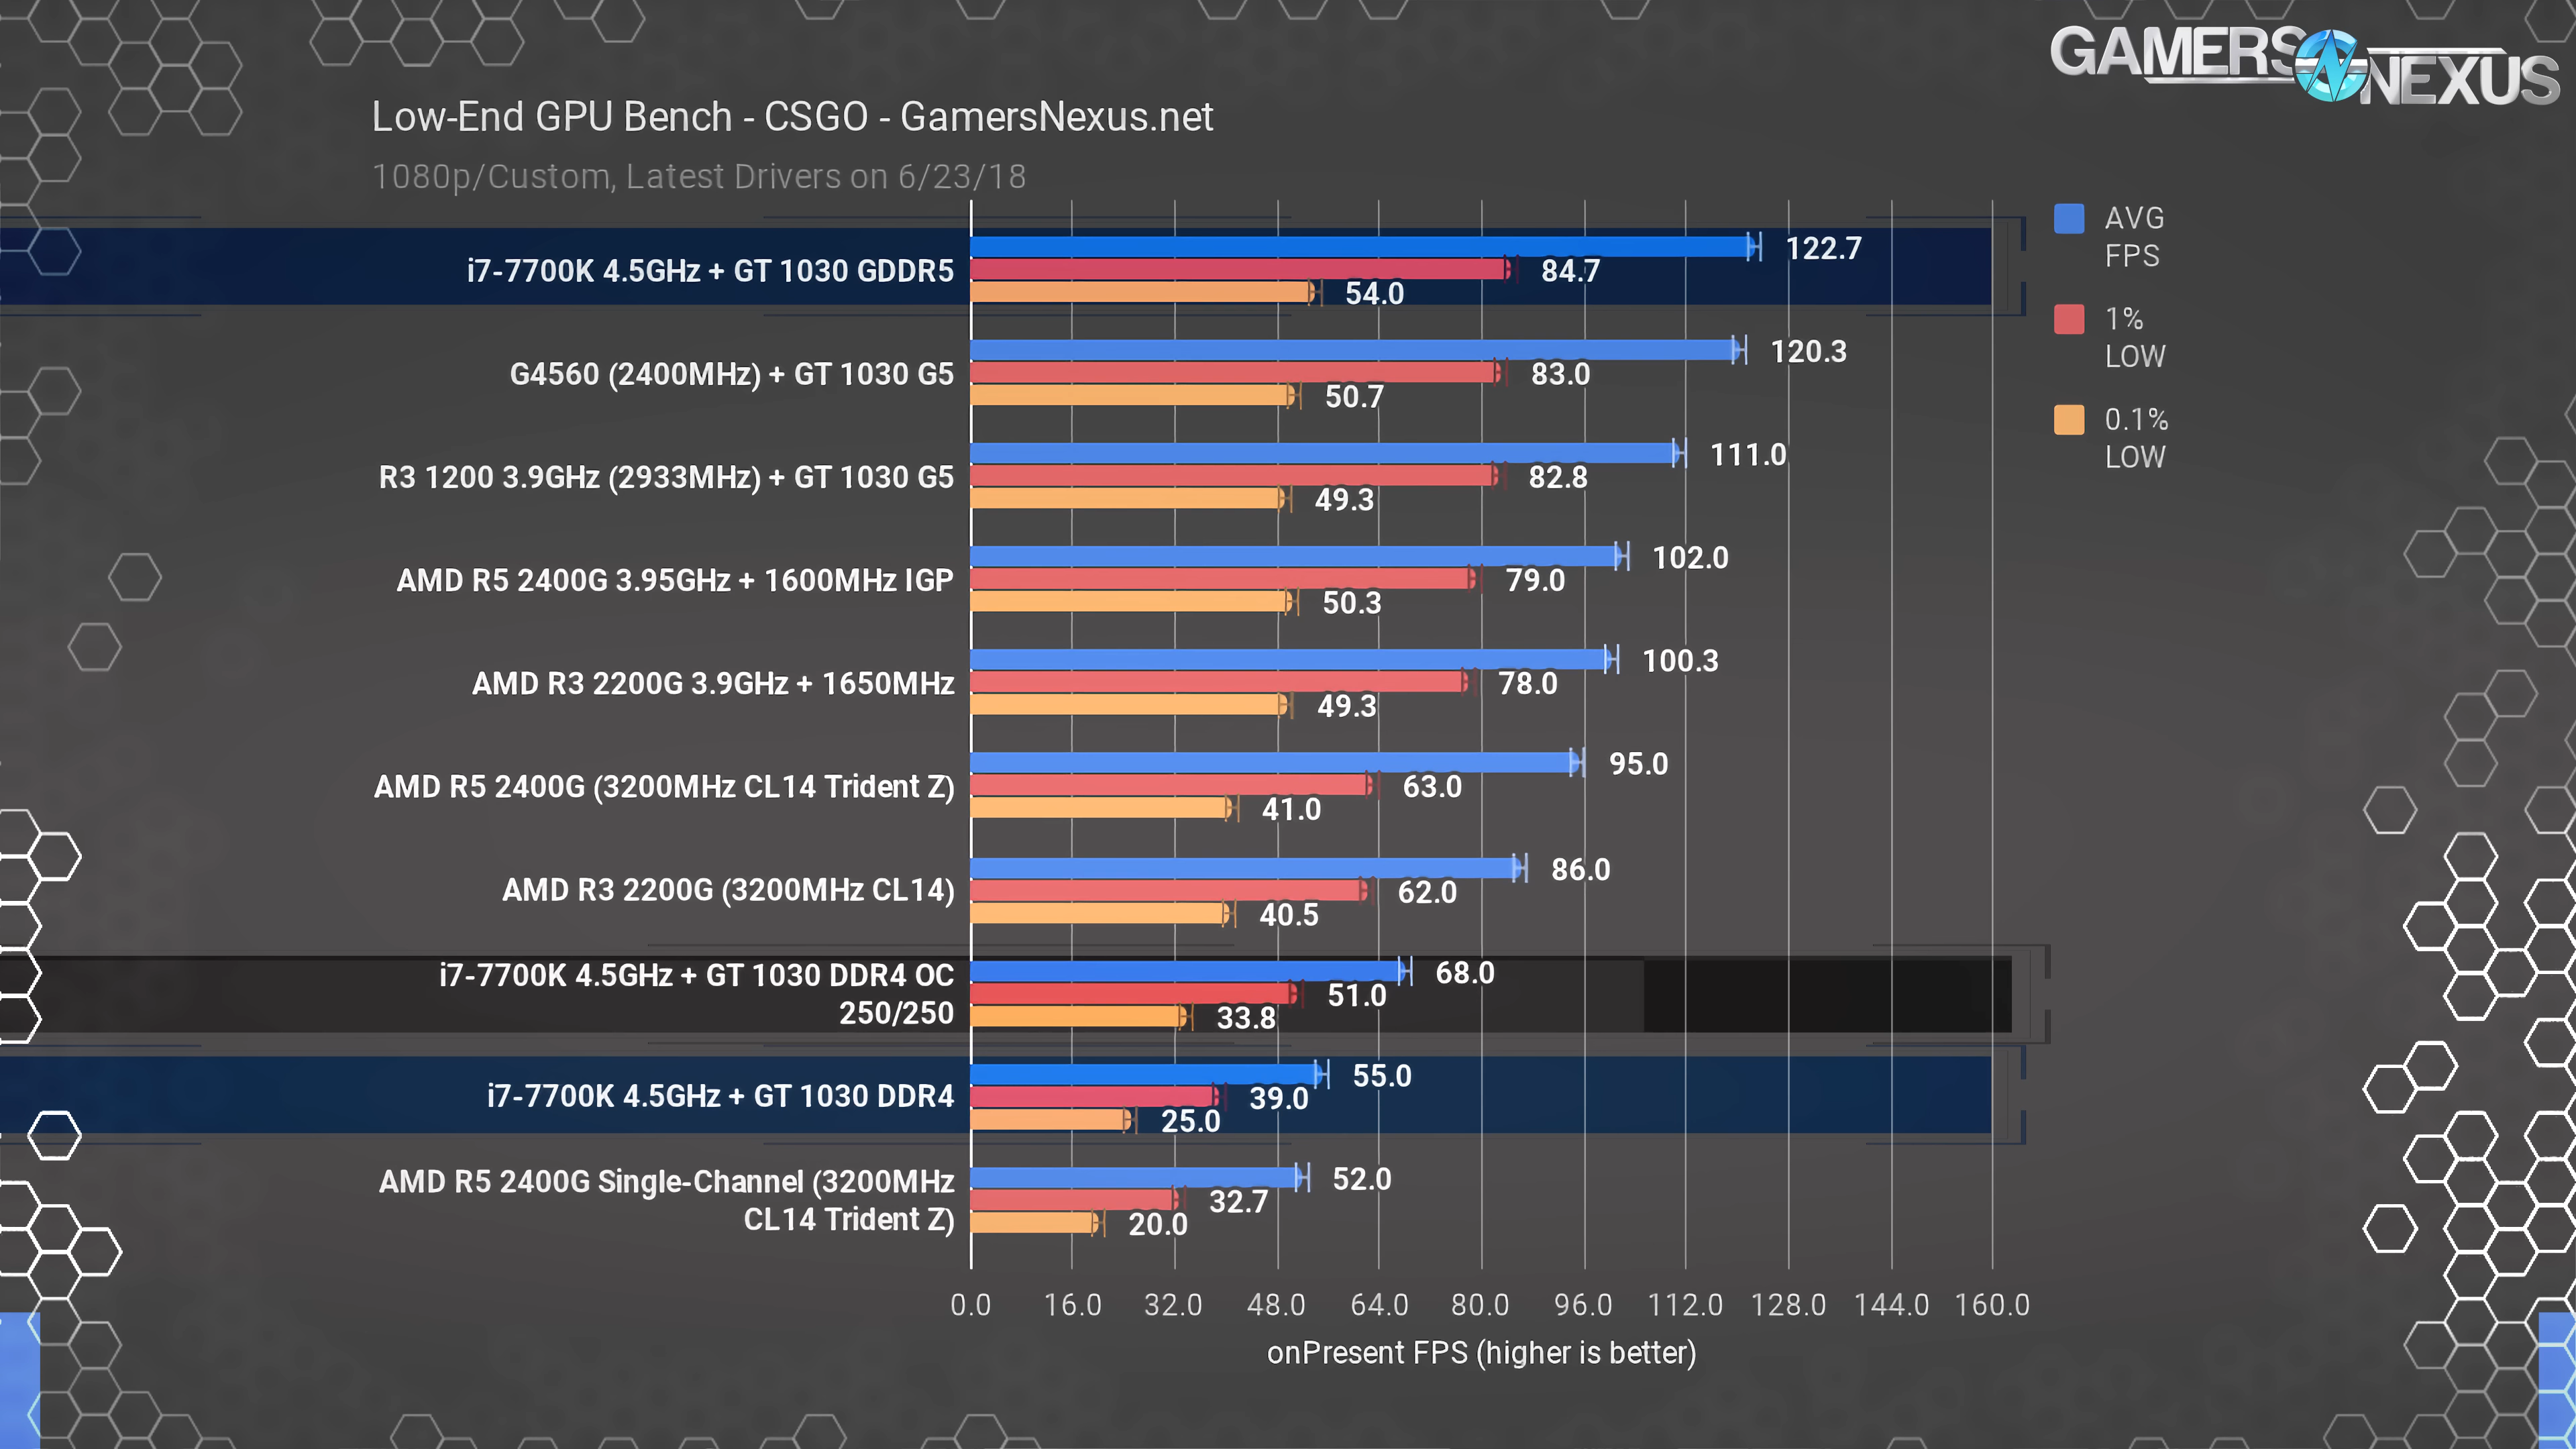 GAMERS NEXUS
Low-End GPU Bench - CSGO - GamersNexus.net
1080p/Custom, Latest Drivers on 6/23/18
AVG
FPS
1%
LOW
0.1%
LOW
i7-7700K 4.5GHz + GT 1030 GDDR5
122.7
84.7
54.0
G4560 (2400MHz) + GT 1030 G5
120.3
83.0
50.7
R3 1200 3.9GHz (2933MHz) + GT 1030 G5
111.0
82.8
49.3
AMD R5 2400G 3.95GHz + 1600MHz IGP
102.0
79.0
50.3
AMD R3 2200G 3.9GHz + 1650MHz
100.3
78.0
49.3
AMD R5 2400G (3200MHz CL14 Trident Z)
95.0
63.0
41.0
AMD R3 2200G (3200MHz CL14)
86.0
62.0
40.5
i7-7700K 4.5GHz + GT 1030 DDR4 OC
250/250
68.0
51.0
33.8
i7-7700K 4.5GHz + GT 1030 DDR4
55.0
39.0
25.0
AMD R5 2400G Single-Channel (3200MHz
CL14 Trident Z)
52.0
32.7
20.0
0.0 16.0 32.0 48.0 64.0 80.0 96.0 112.0 128.0 144.0 160.0
onPresent FPS (higher is better)